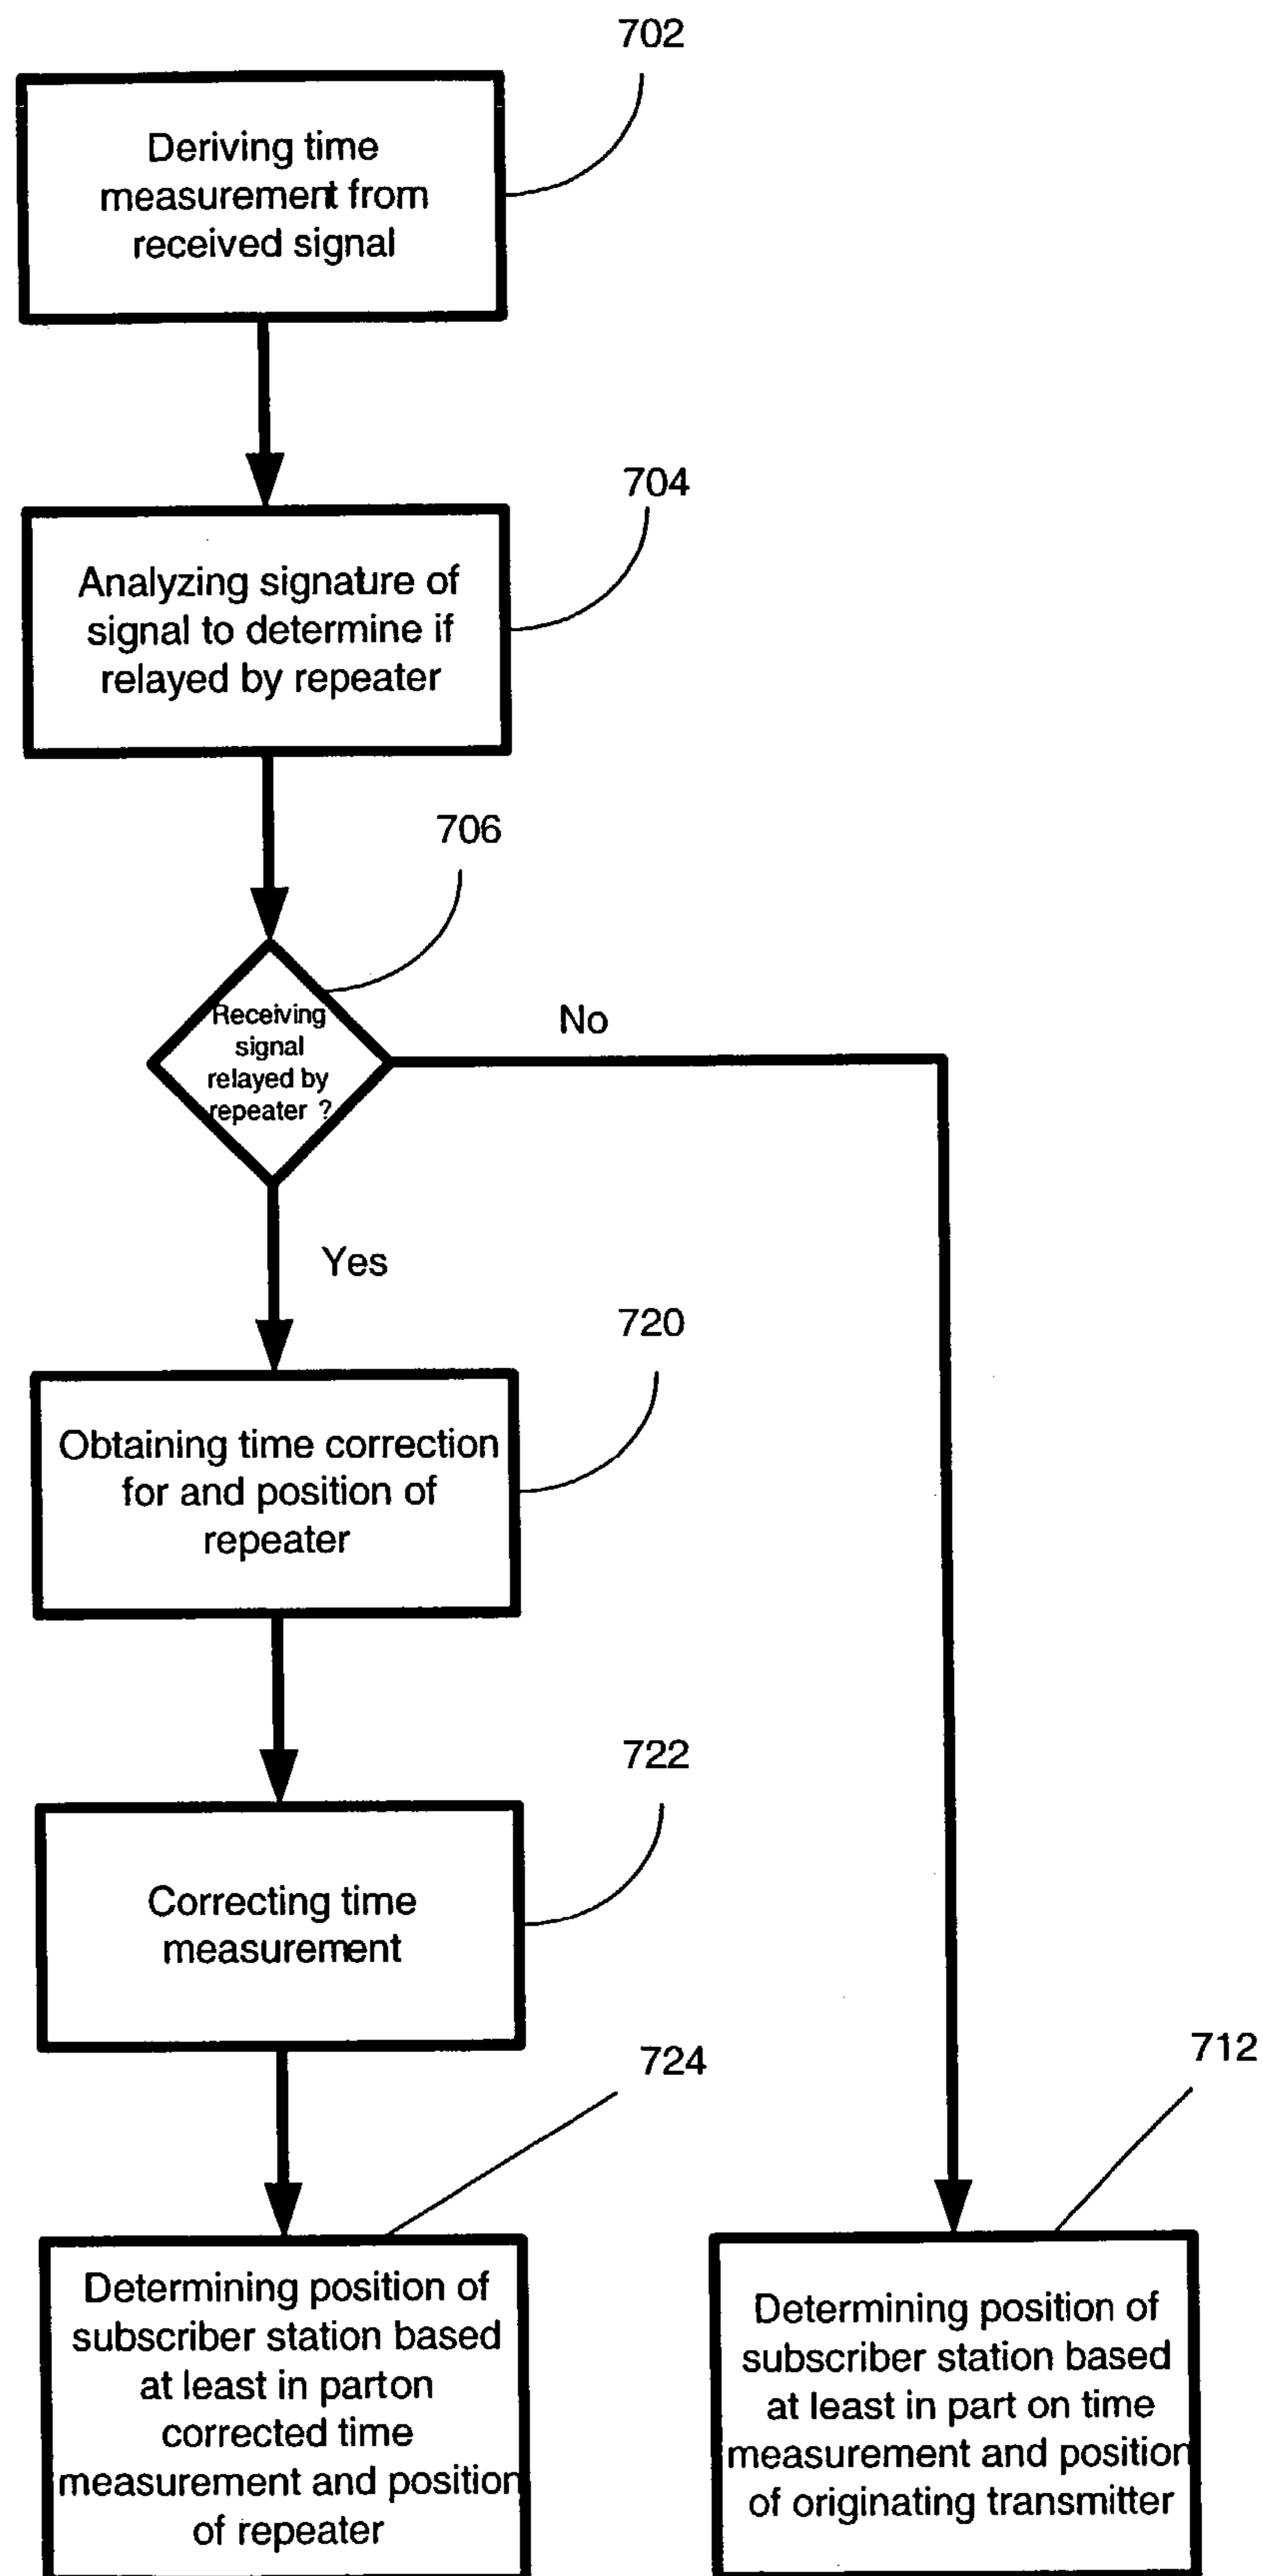 702
Deriving time
measurement from
received signal
704
Analyzing signature of
signal to determine if
relayed by repeater
706
Receiving
signal
relayed by
repeater ?
No
Yes
720
Obtaining time correction
for and position of
repeater
722
Correcting time
measurement
724
Determining position of
subscriber station based
at least in parton
corrected time
measurement and position
of repeater
712
Determining position of
subscriber station based
at least in part on time
measurement and position
of originating transmitter